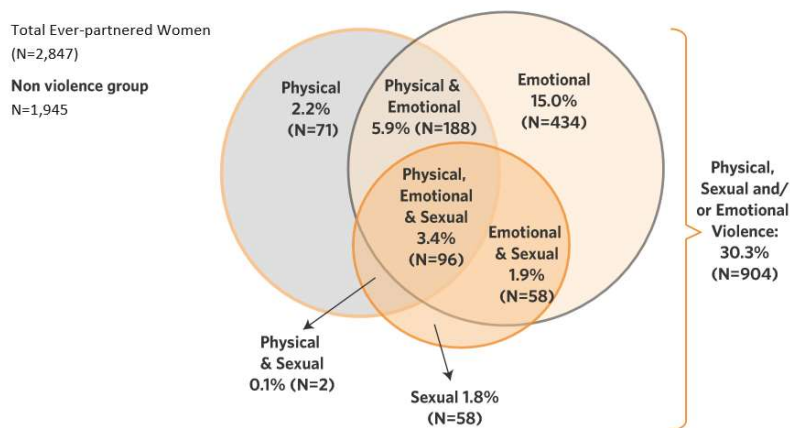 Total Ever-partnered Women
(N=2,847)
Non violence group
N=1,945
Physical
2.2%
(N=71)
Physical &
Emotional
5.9% (N=188)
Emotional
15.0%
(N=434)
Physical,
Emotional
& Sexual
3.4%
(N=96)
Emotional
& Sexual
1.9%
(N=58)
Physical
& Sexual
0.1% (N=2)
Sexual 1.8%
(N=58)
Physical,
Sexual and/
or Emotional
Violence:
30.3%
(N=904)